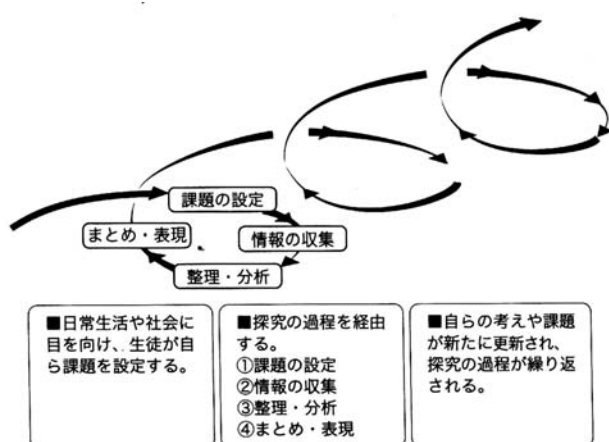 課題の設定
まとめ・表現
情報の収集
整理・分析
■日常生活や社会に
目を向け、生徒が自
ら課題を設定する。
■探究の過程を経由
する。
①課題の設定
②情報の収集
③整理・分析
④まとめ・表現
■自らの考えや課題
が新たに更新され、
探究の過程が繰り返
される。